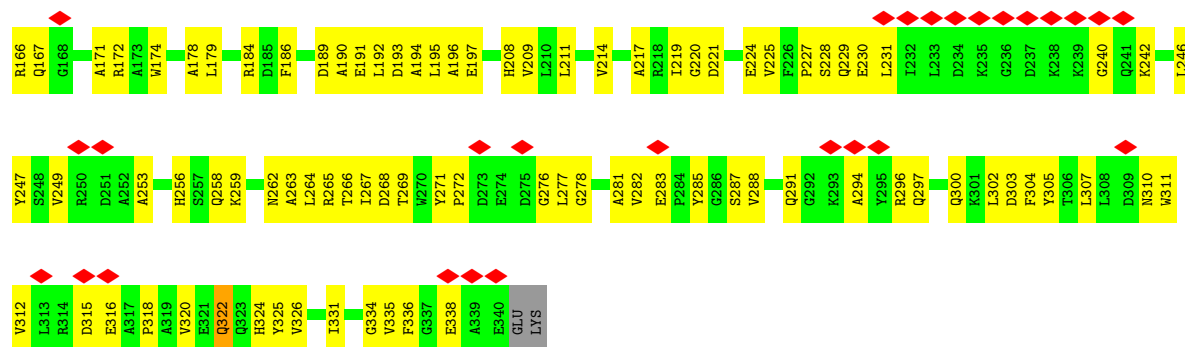 R166 Q167 G168 A171 R172 A173 W174 A178 L179 R184 D185 F186 D189 A190 E191 L192 D193 A194 L195 A196 E197 H208 V209 L210 L211 V214 A217 R218 I219 G220 D221 E224 V225 F226 P227 S228 Q229 E230 L231 I232 L233 D234 K235 G236 D237 K238 K239 G240 Q241 K242 L246
Y247 S248 V249 R250 D251 A252 A253 H256 S257 Q258 K259 N262 A263 L264 R265 T266 I267 D268 T269 W270 Y271 P272 D273 E274 D275 G276 L277 G278 A281 V282 E283 P284 Y285 G286 S287 V288 Q291 G292 K293 A294 Y295 R296 Q297 Q300 K301 L302 D303 F304 Y305 T306 L307 L308 D309 N310 W311
V312 L313 R314 D315 E316 A317 P318 A319 V320 E321 Q322 Q323 H324 Y325 V326 I331 G334 V335 F336 G337 E338 A339 E340 GLU LYS